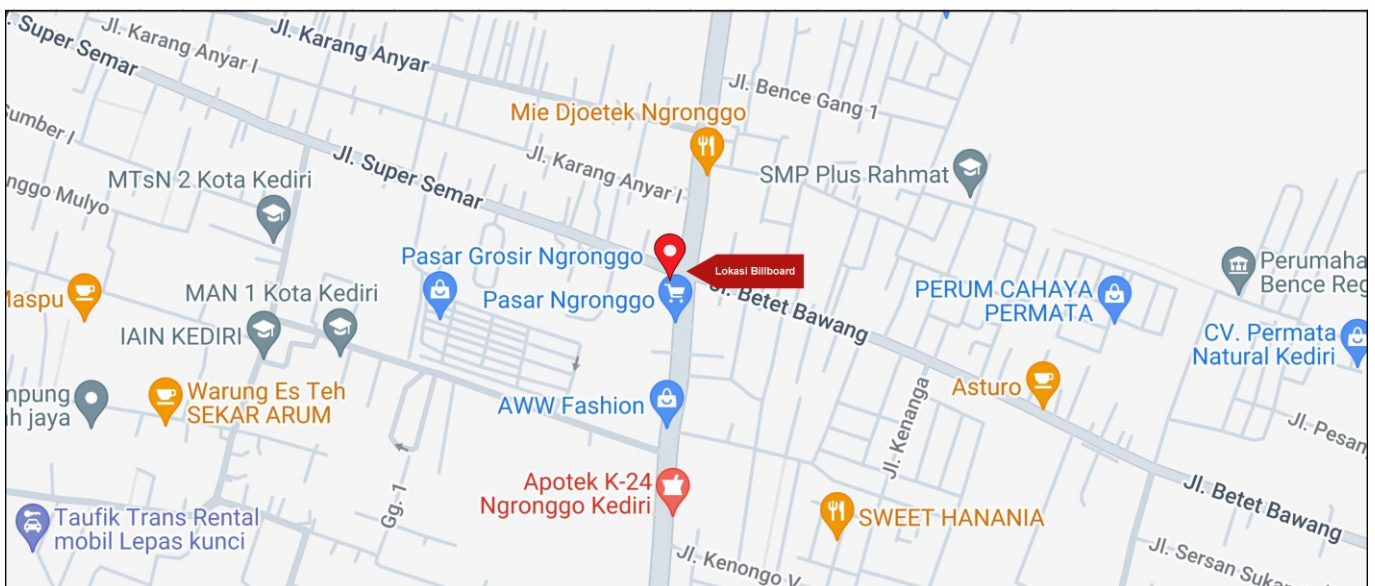 Jl. Karang Anyar I
Jl. Karang Anyar
. Super Semar
Jl. Bence Gang 1
Mie Djoetek Ngronggo
umber I
Jl. Super Semar
Jl. Karang Anyar I
SMP Plus Rahmat
MTsN 2 Kota Kediri
nggo Mulyo
Pasar Grosir Ngronggo
Lokasi Billboard
Perumaha
Bence Reg
Maspu
MAN 1 Kota Kediri
Pasar Ngronggo
Jl. Betet Bawang
PERUM CAHAYA
PERMATA
IAIN KEDIRI
CV. Permata
Natural Kediri
mpung
h jaya
Warung Es Teh
SEKAR ARUM
AWW Fashion
Asturo
Jl. Kenanga
Jl. Pesan
Apotek K-24
Ngronggo Kediri
Gg. 1
Jl. Betet Bawang
Taufik Trans Rental
mobil Lepas kunci
SWEET HANANIA
Jl. Kenongo V
Jl. Sersan Suka